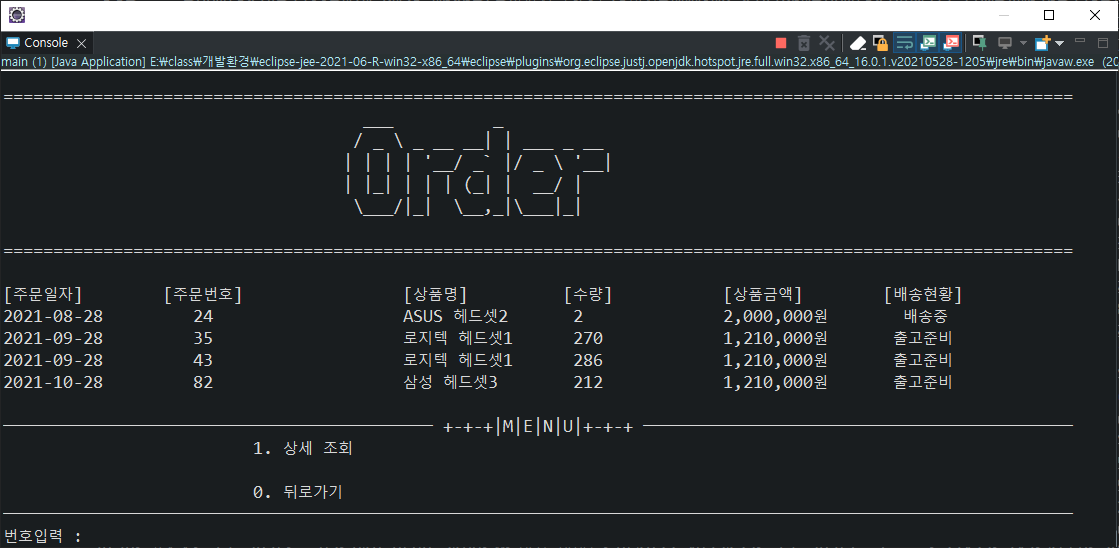 Console
main (1) [Java Application] E:₩class₩개발환경₩eclipse-jee-2021-06-R-win32-x86_64₩eclipse₩plugins₩org.eclipse.justj.openjdk.hotspot.jre.full.win32.x86_64_16.0.1.v20210528-1205₩jre₩bin₩javaw.exe (20
Order
[주문일자] [주문번호] [상품명] [수량] [상품금액] [배송현황]
2021-08-28 24 ASUS 헤드셋2 2 2,000,000원 배송중
2021-09-28 35 로지텍 헤드셋1 270 1,210,000원 출고준비
2021-09-28 43 로지텍 헤드셋1 286 1,210,000원 출고준비
2021-10-28 82 삼성 헤드셋3 212 1,210,000원 출고준비
+-+-+|M|E|N|U|+-+-+
1. 상세 조회
0. 뒤로가기
번호입력 :